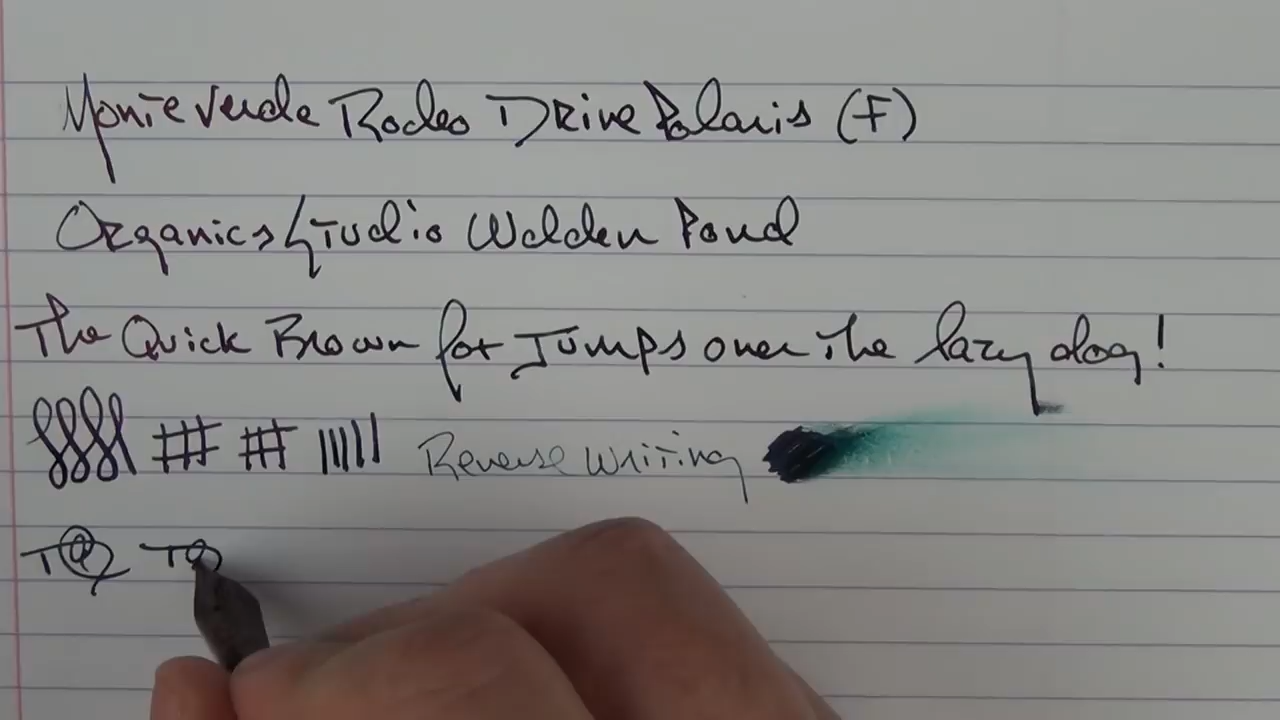 Monteverde Rodeo Drive Polaris (F)
Organics Studio Walden Pond
The Quick Brown fox Jumps over The lazy dog!
Reverse Writing